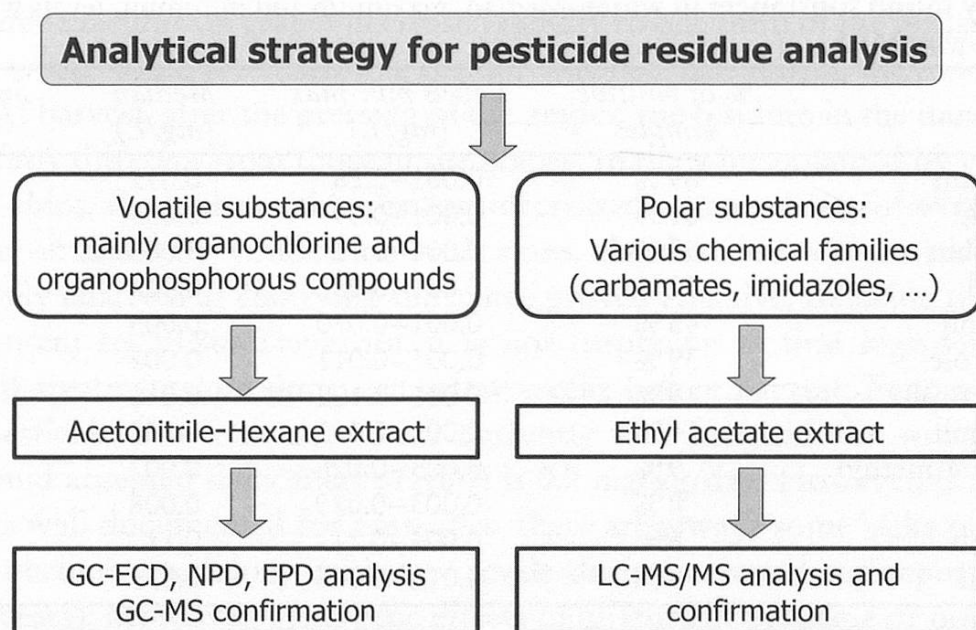 Analytical strategy for pesticide residue analysis
Volatile substances:
mainly organochlorine and
organophosphorous compounds
Polar substances:
Various chemical families
(carbamates, imidazoles, ...)
Acetonitrile-Hexane extract
Ethyl acetate extract
GC-ECD, NPD, FPD analysis
GC-MS confirmation
LC-MS/MS analysis and
confirmation